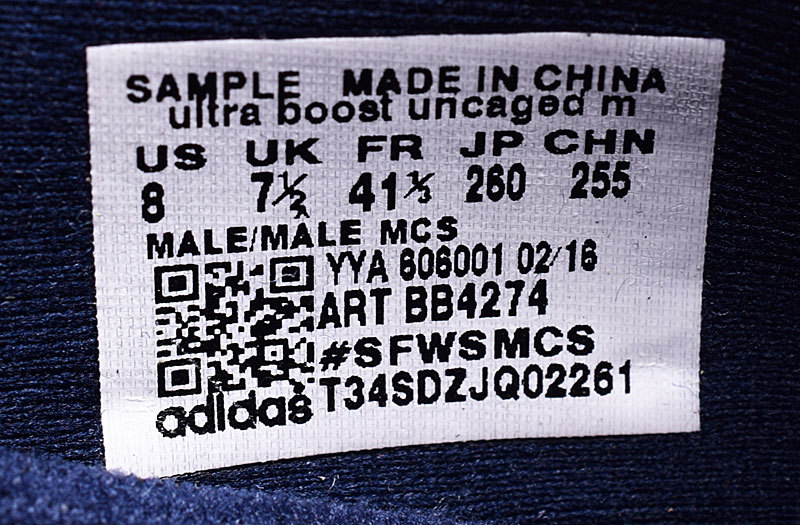 SAMPLE MADE IN CHINA
ultra boost uncaged m
US UK FR JP CHN
8 7½ 41⅓ 260 255
MALE/MALE MCS
YYA 606001 02/16
ART BB4274
#SFWSMCS
T34SDZJQ02261
adidas